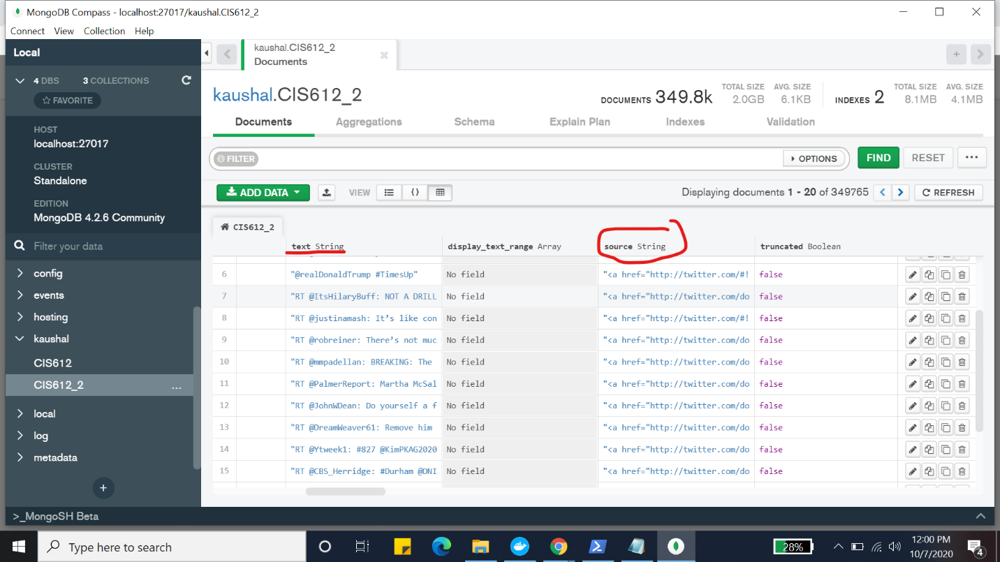 MongoDB Compass - localhost:27017/kaushal.CIS612_2
Connect View Collection Help
Local
4 DBS 3 COLLECTIONS
FAVORITE
HOST
localhost:27017
CLUSTER
Standalone
EDITION
MongoDB 4.2.6 Community
Filter your data
config
events
hosting
kaushal
CIS612
CIS612_2 ...
local
log
metadata
+
kaushal.CIS612_2
Documents
kaushal.CIS612_2
DOCUMENTS 349.8k TOTAL SIZE 2.0GB AVG. SIZE 6.1KB INDEXES 2 TOTAL SIZE 8.1MB AVG. SIZE 4.1MB
Documents Aggregations Schema Explain Plan Indexes Validation
FILTER OPTIONS FIND RESET ...
ADD DATA VIEW {} Displaying documents 1 - 20 of 349765 < > REFRESH
CIS612_2
text String display_text_range Array source String truncated Boolean
6 "@realDonaldTrump #TimesUp" No field "<a href="http://twitter.com/#! false
7 "RT @ItsHilaryBuff: NOT A DRILL No field "<a href="http://twitter.com/do false
8 "RT @justinamash: It’s like con No field "<a href="http://twitter.com/#! false
9 "RT @robreiner: There’s not muc No field "<a href="http://twitter.com/do false
10 "RT @mmpadellan: BREAKING: The No field "<a href="http://twitter.com/do false
11 "RT @PalmerReport: Martha McSal No field "<a href="http://twitter.com/do false
12 "RT @JohnWDean: Do yourself a f No field "<a href="http://twitter.com/do false
13 "RT @DreamWeaver61: Remove him No field "<a href="http://twitter.com/do false
14 "RT @Ytweek1: #827 @KimPKAG2020 No field "<a href="http://twitter.com/do false
15 "RT @CBS_Herridge: #Durham @DNI No field "<a href="http://twitter.com/do false
>_MongoSH Beta
Type here to search
28%
12:00 PM
10/7/2020
4